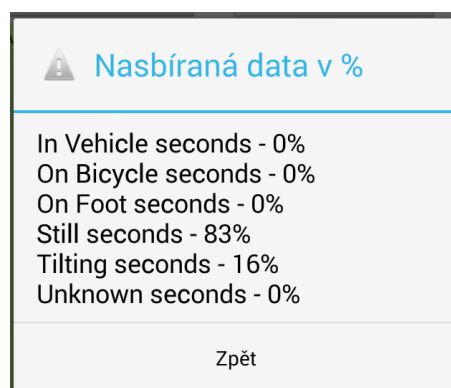 Nasbíraná data v %
In Vehicle seconds - 0%
On Bicycle seconds - 0%
On Foot seconds - 0%
Still seconds - 83%
Tilting seconds - 16%
Unknown seconds - 0%
Zpět